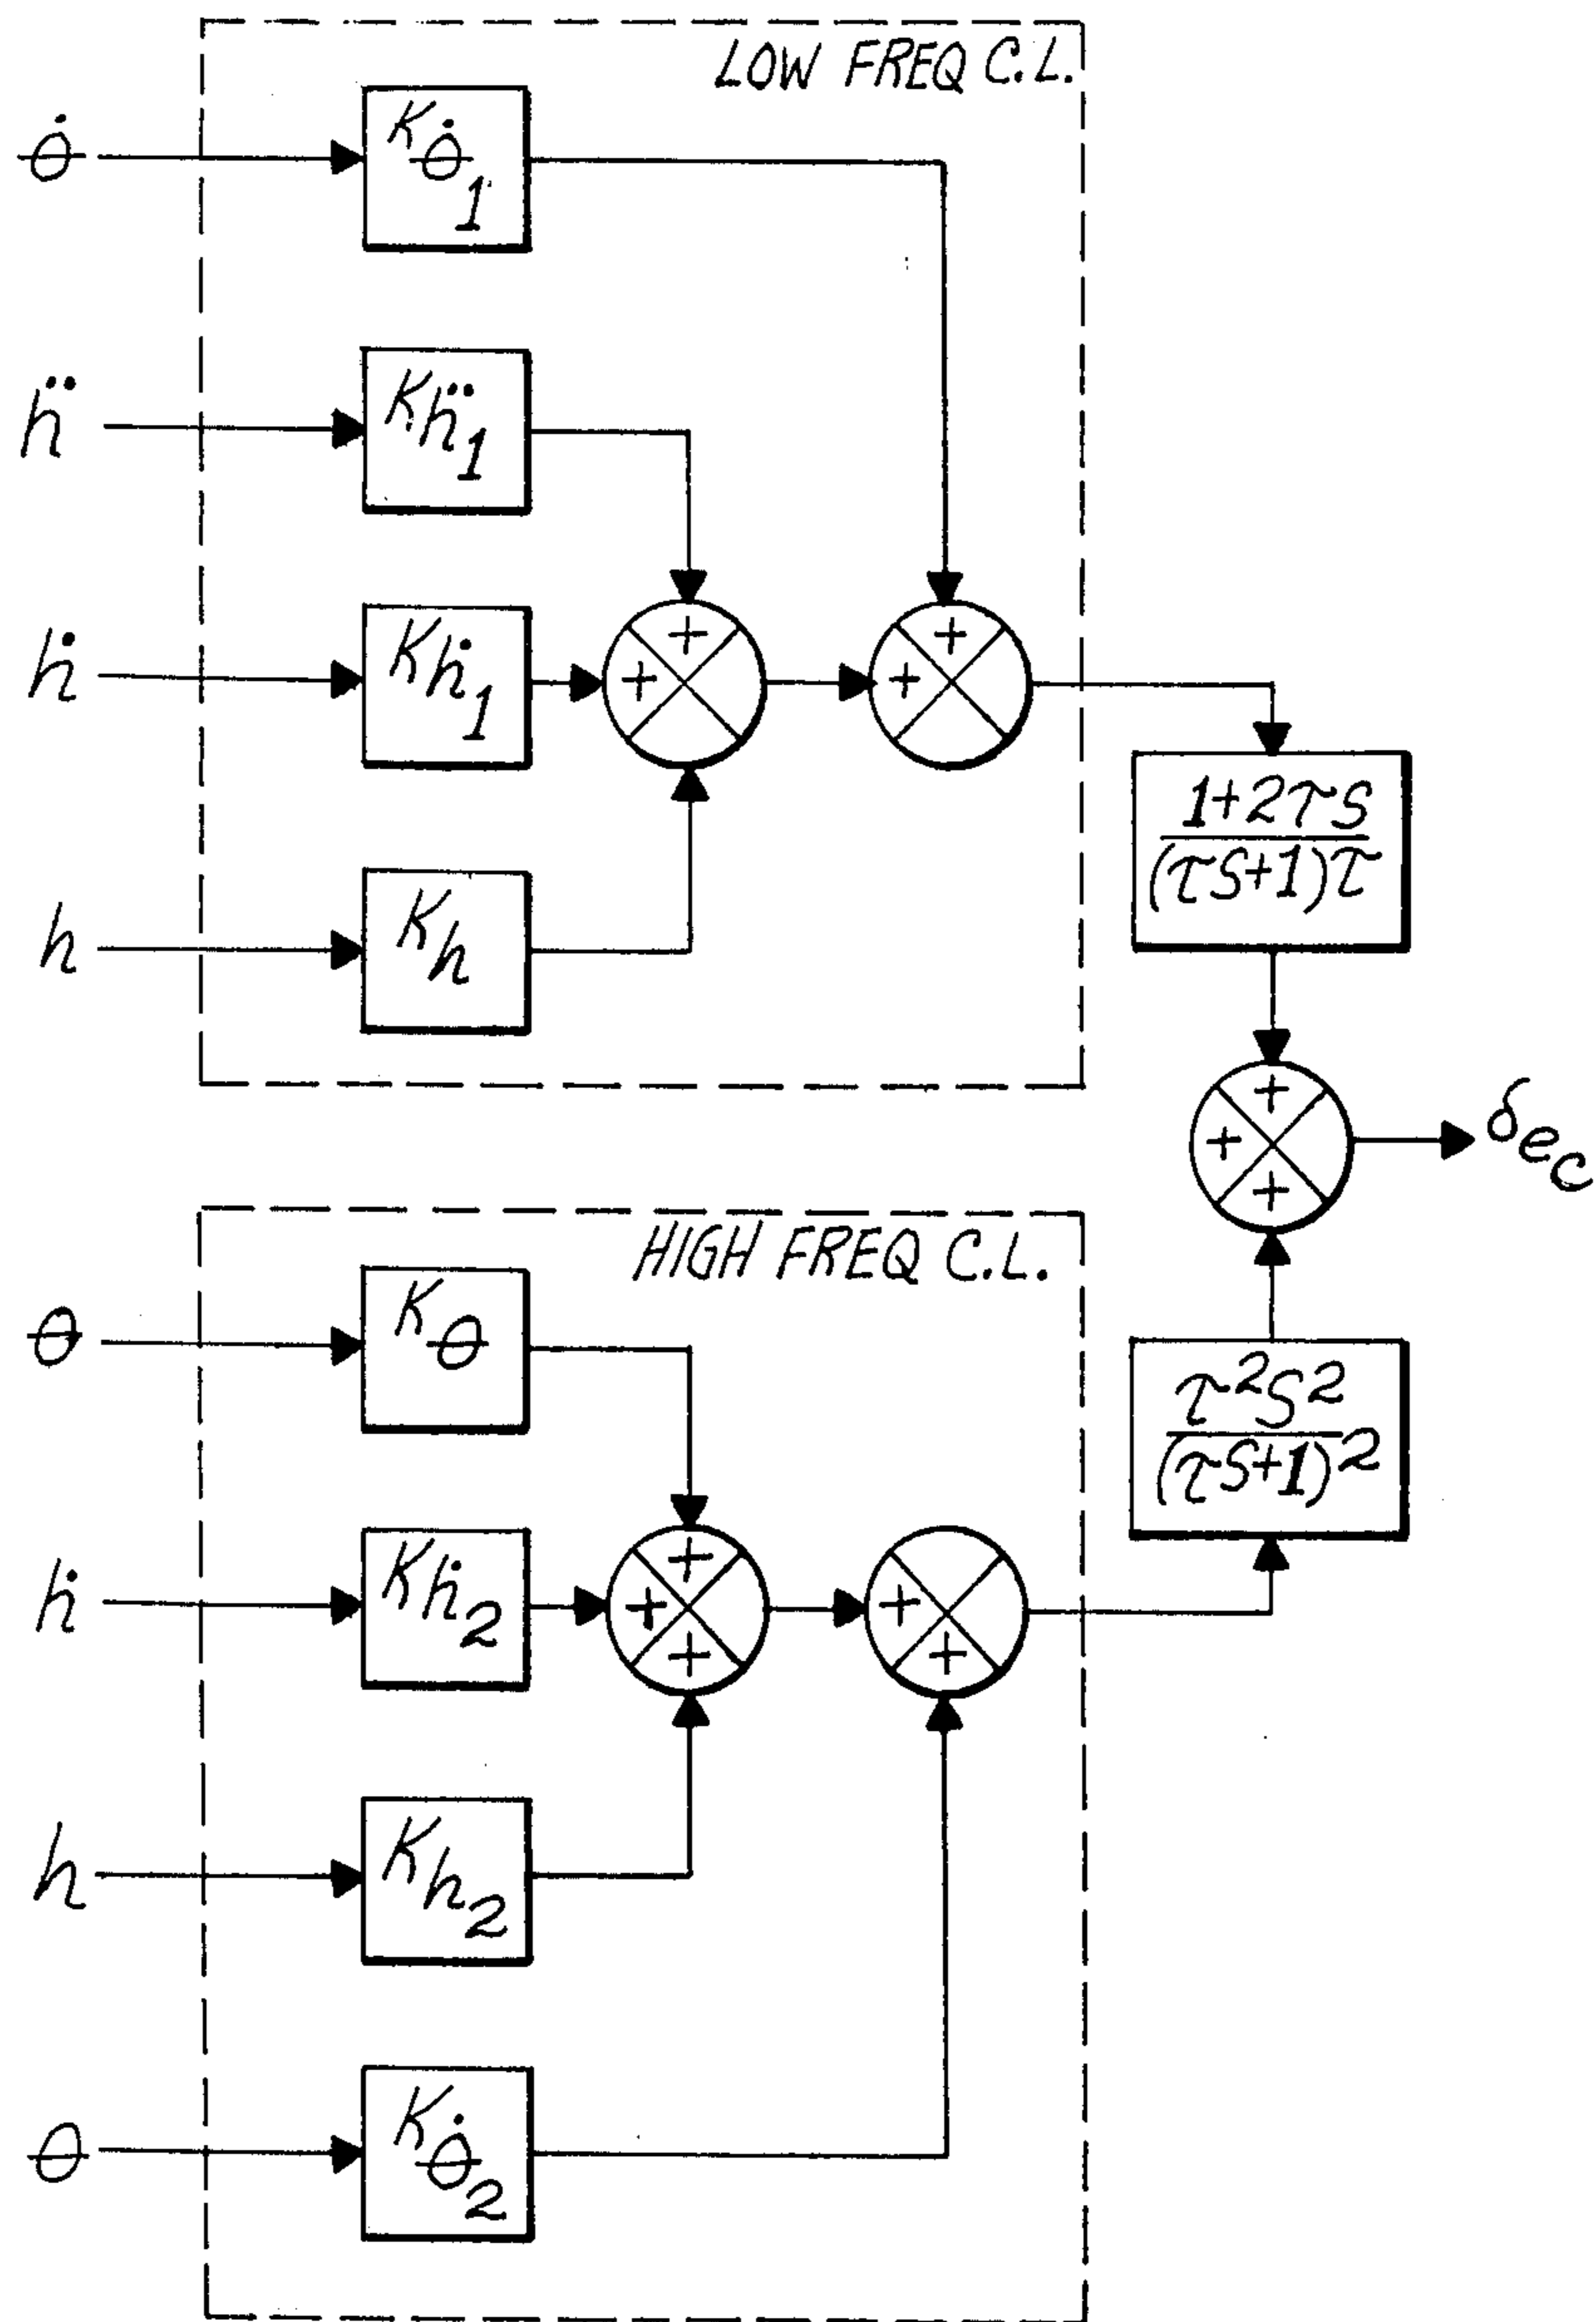 LOW FREQ C.L.
θ̇
Kθ̇1
ḧ
Kḧ1
ḣ
Kḣ1
h
Kh
+
+
+
+
1+2τS
(τS+1)τ
+
+
+
δec
HIGH FREQ C.L.
θ
Kθ
ḣ
Kḣ2
h
Kh2
θ
Kθ̇2
+
+
+
+
+
τ²S²
(τS+1)²